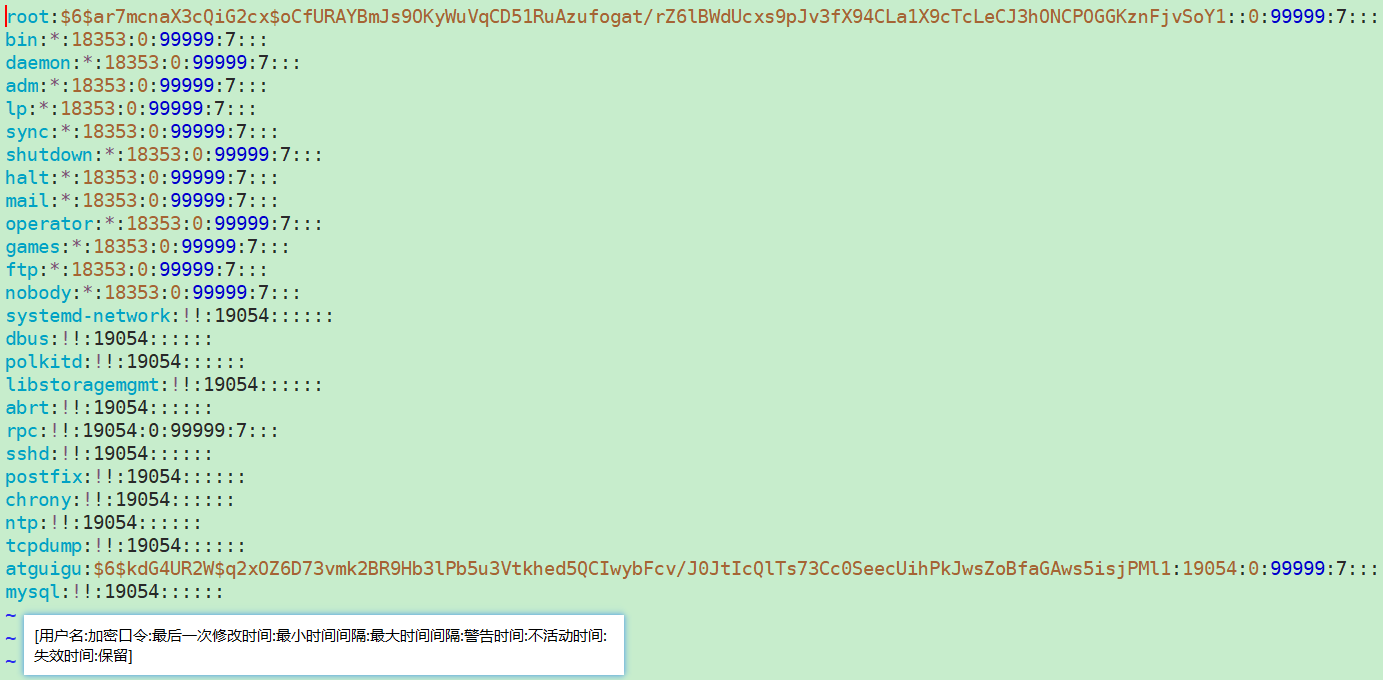 root:$6$ar7mcnaX3cQiG2cx$oCfURAYBmJs9OKyWuVqCD51RuAzufogat/rZ6lBWdUcxs9pJv3fX94CLa1X9cTcLeCJ3hONCPOGGKznFjvSoY1::0:99999:7:::
bin:*:18353:0:99999:7:::
daemon:*:18353:0:99999:7:::
adm:*:18353:0:99999:7:::
lp:*:18353:0:99999:7:::
sync:*:18353:0:99999:7:::
shutdown:*:18353:0:99999:7:::
halt:*:18353:0:99999:7:::
mail:*:18353:0:99999:7:::
operator:*:18353:0:99999:7:::
games:*:18353:0:99999:7:::
ftp:*:18353:0:99999:7:::
nobody:*:18353:0:99999:7:::
systemd-network:!!:19054::::::
dbus:!!:19054::::::
polkitd:!!:19054::::::
libstoragemgmt:!!:19054::::::
abrt:!!:19054::::::
rpc:!!:19054:0:99999:7:::
sshd:!!:19054::::::
postfix:!!:19054::::::
chrony:!!:19054::::::
ntp:!!:19054::::::
tcpdump:!!:19054::::::
atguigu:$6$kdG4UR2W$q2xOZ6D73vmk2BR9Hb3lPb5u3Vtkhed5QCIwybFcv/J0JtIcQlTs73Cc0SeecUihPkJwsZoBfaGAws5isjPMl1:19054:0:99999:7:::
mysql:!!:19054::::::
~
~
~
[用户名:加密口令:最后一次修改时间:最小时间间隔:最大时间间隔:警告时间:不活动时间:
失效时间:保留]